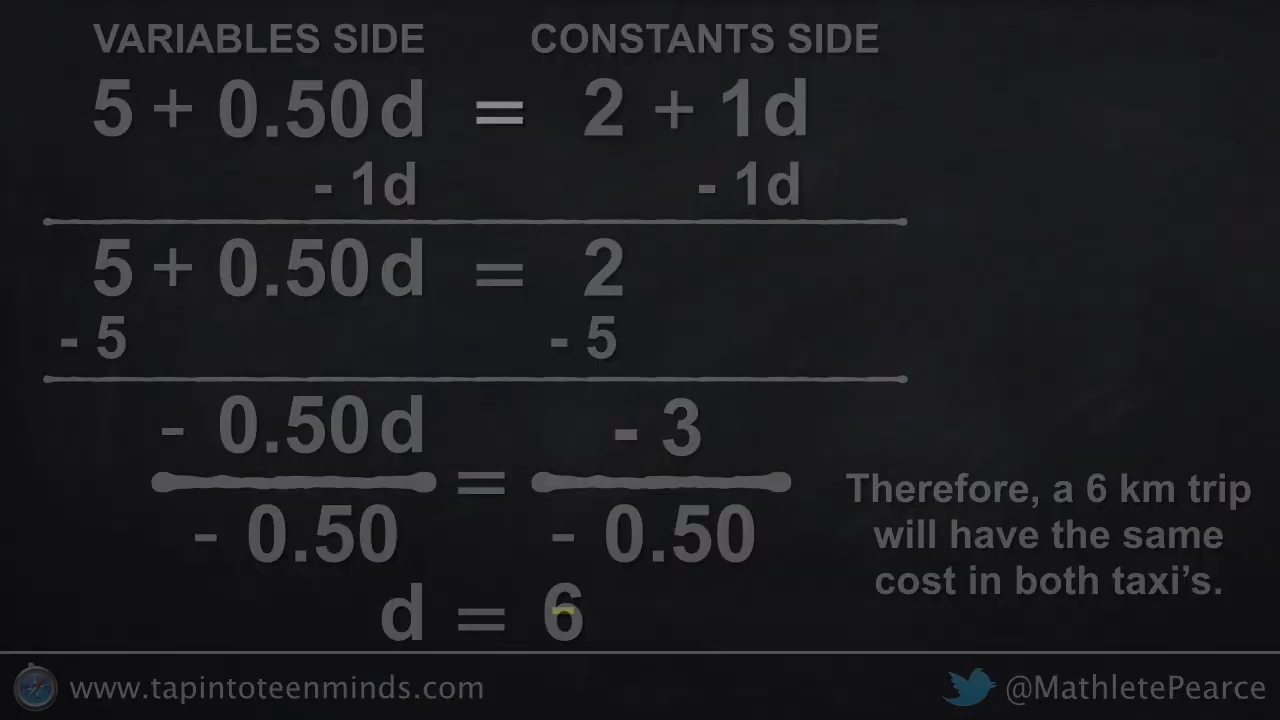 VARIABLES SIDE CONSTANTS SIDE
5 + 0.50d = 2 + 1d
- 1d - 1d
5 + 0.50d = 2
- 5 - 5
- 0.50d = - 3
- 0.50 - 0.50
d = 6
Therefore, a 6 km trip
will have the same
cost in both taxi's.
www.tapintoteenminds.com @MathletePearce